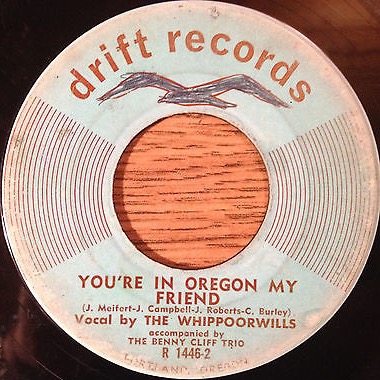 drift records
YOU'RE IN OREGON MY
FRIEND
(J. Meifert-J. Campbell-J. Roberts-C. Burley)
Vocal by THE WHIPPOORWILLS
accompanied by
THE BENNY CLIFF TRIO
R 1446-2
PORTLAND, OREGON